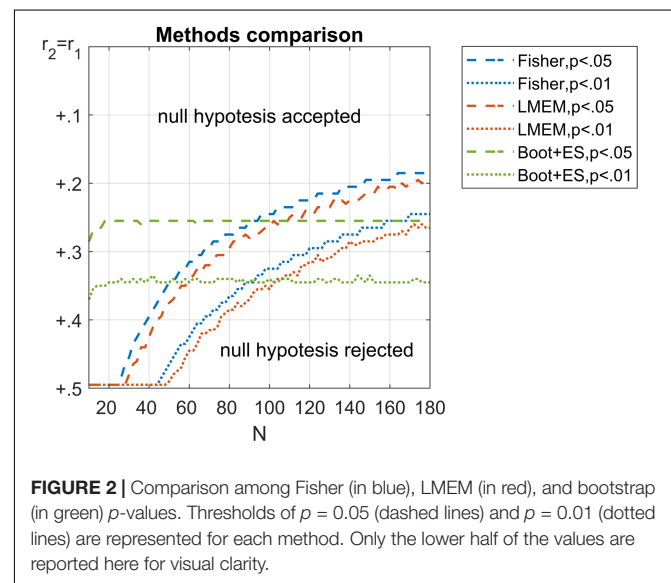 Methods comparison
r2=r1
+.1
+.2
+.3
+.4
+.5
null hypotesis accepted
null hypotesis rejected
20 40 60 80 100 120 140 160 180
N
Fisher,p<.05
Fisher,p<.01
LMEM,p<.05
LMEM,p<.01
Boot+ES,p<.05
Boot+ES,p<.01
FIGURE 2 | Comparison among Fisher (in blue), LMEM (in red), and bootstrap
(in green) p-values. Thresholds of p = 0.05 (dashed lines) and p = 0.01 (dotted
lines) are represented for each method. Only the lower half of the values are
reported here for visual clarity.